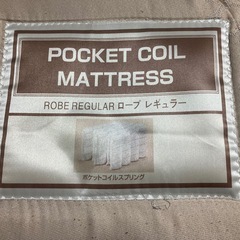 POCKET COIL
MATTRESS
ROBE REGULAR ローブ レギュラー
ポケットコイルスプリング